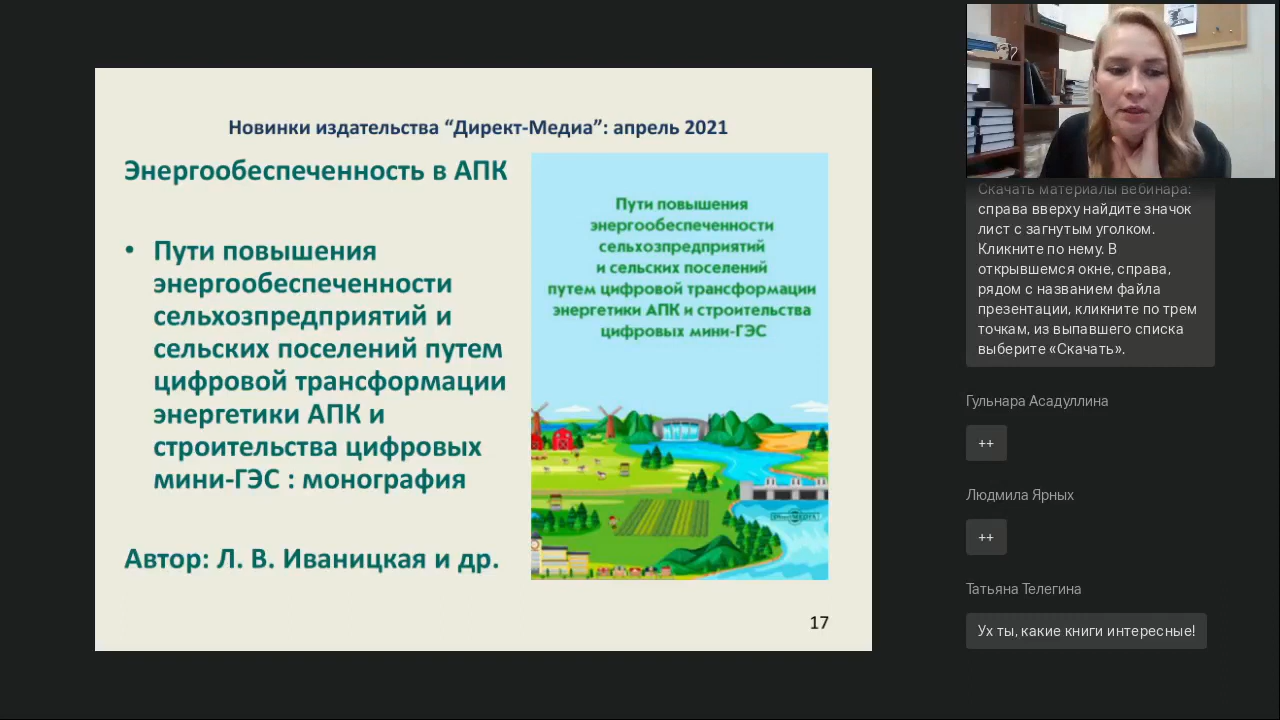 Новинки издательства “Директ-Медиа”: апрель 2021
Энергообеспеченность в АПК
• Пути повышения
энергообеспеченности
сельхозпредприятий и
сельских поселений путем
цифровой трансформации
энергетики АПК и
строительства цифровых
мини-ГЭС : монография
Автор: Л. В. Иваницкая и др.
Пути повышения
энергообеспеченности
сельхозпредприятий
и сельских поселений
путем цифровой трансформации
энергетики АПК и строительства
цифровых мини-ГЭС
17
Скачать материалы вебинара:
справа вверху найдите значок
лист с загнутым уголком.
Кликните по нему. В
открывшемся окне, справа,
рядом с названием файла
презентации, кликните по трем
точкам, из выпавшего списка
выберите «Скачать».
Гульнара Асадуллина
++
Людмила Ярных
++
Татьяна Телегина
Ух ты, какие книги интересные!